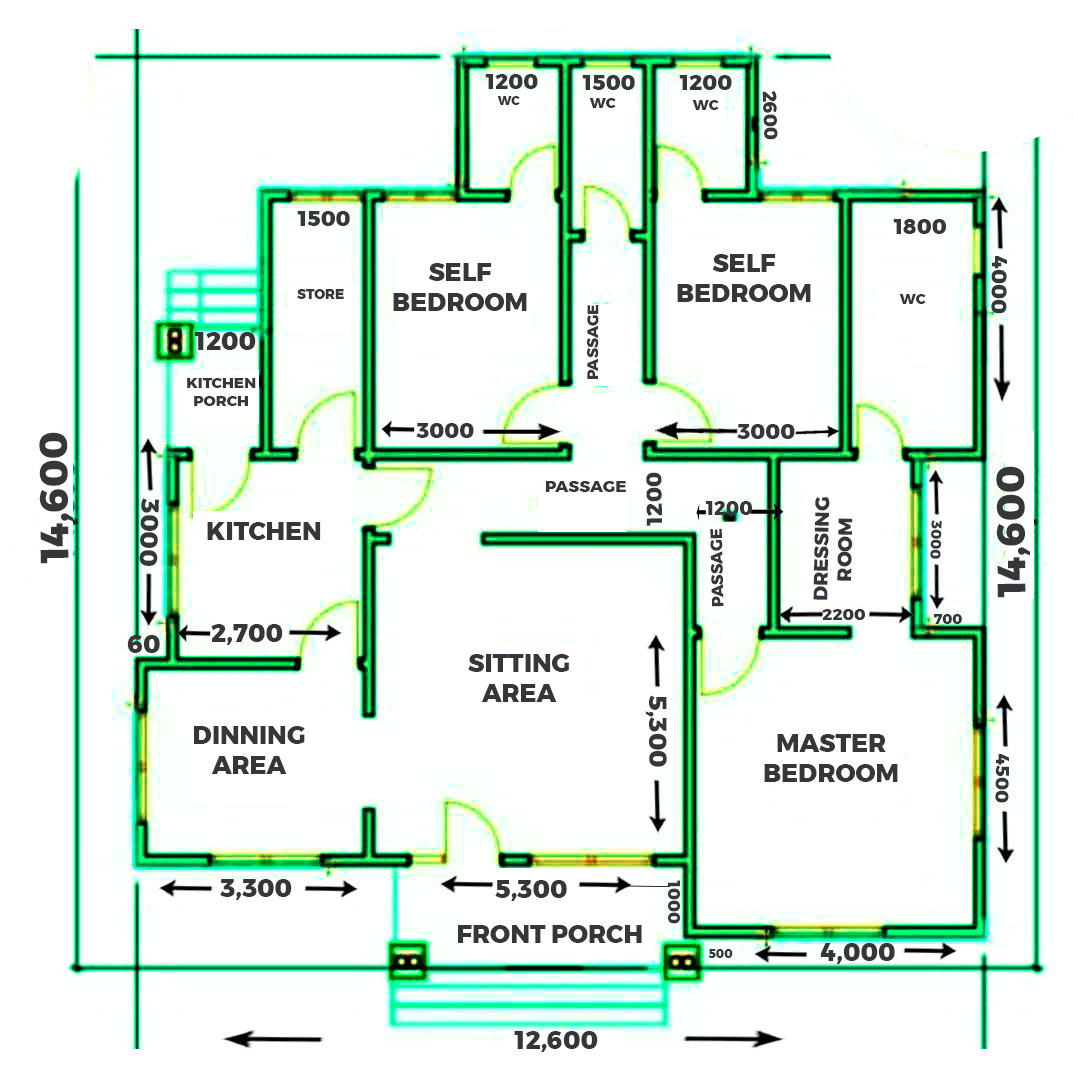 1200
WC
1500
WC
1200
WC
2600
1500
STORE
SELF
BEDROOM
SELF
BEDROOM
1800
WC
4000
1200
KITCHEN
PORCH
PASSAGE
3000
3000
14,600
3000
KITCHEN
PASSAGE
1200
1200
PASSAGE
DRESSING
ROOM
3000
14,600
2200
700
60
2,700
SITTING
AREA
5,300
DINNING
AREA
MASTER
BEDROOM
4500
3,300
5,300
1000
FRONT PORCH
500
4,000
12,600